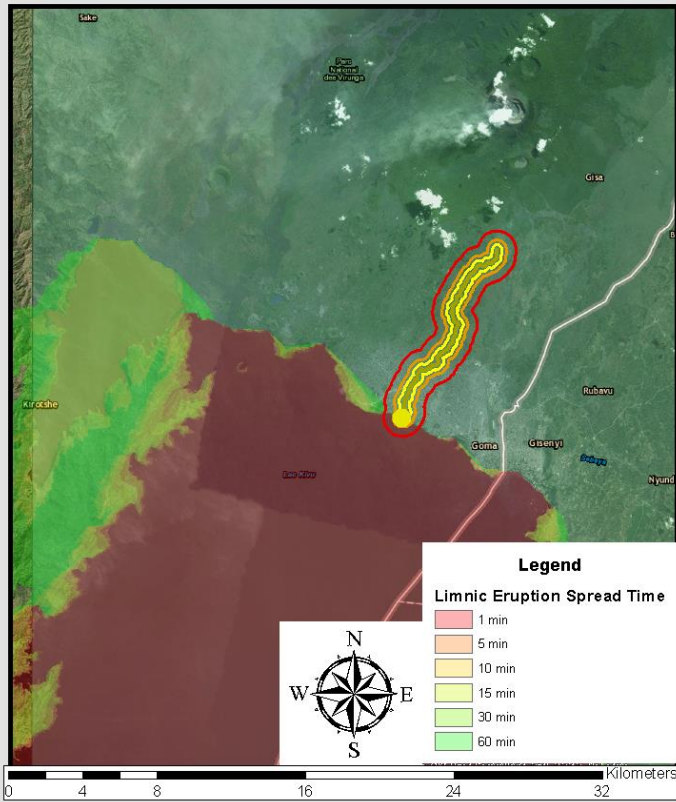 Sake
Parc
National
des Virunga
Gisa
Kirotshe
Rubavu
Goma
Gisenyi
Sebeya
Nyund
Lac Kivu
B
Legend
Limnic Eruption Spread Time
1 min
5 min
10 min
15 min
30 min
60 min
N
W E
S
Kilometers
0 4 8 16 24 32